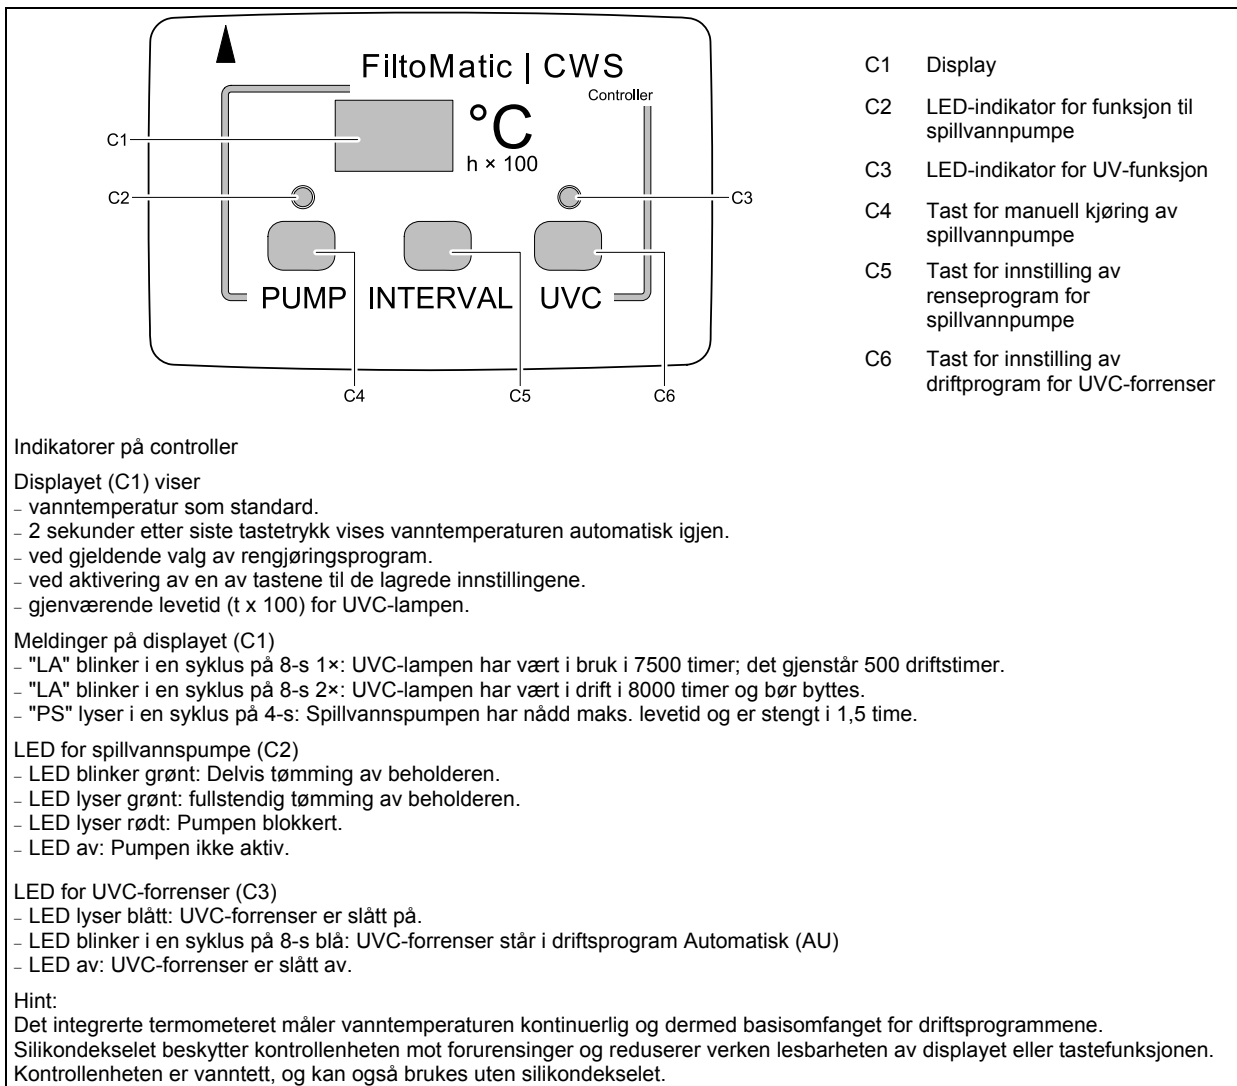 FiltoMatic | CWS
Controller
°C
h × 100
C1
C2
C3
PUMP INTERVAL UVC
C4 C5 C6
C1 Display
C2 LED-indikator for funksjon til
spillvannpumpe
C3 LED-indikator for UV-funksjon
C4 Tast for manuell kjøring av
spillvannpumpe
C5 Tast for innstilling av
renseprogram for
spillvannpumpe
C6 Tast for innstilling av
driftprogram for UVC-forrenser
Indikatorer på controller
Displayet (C1) viser
– vanntemperatur som standard.
– 2 sekunder etter siste tastetrykk vises vanntemperaturen automatisk igjen.
– ved gjeldende valg av rengjøringsprogram.
– ved aktivering av en av tastene til de lagrede innstillingene.
– gjenværende levetid (t x 100) for UVC-lampen.
Meldinger på displayet (C1)
– "LA" blinker i en syklus på 8-s 1×: UVC-lampen har vært i bruk i 7500 timer; det gjenstår 500 driftstimer.
– "LA" blinker i en syklus på 8-s 2×: UVC-lampen har vært i drift i 8000 timer og bør byttes.
– "PS" lyser i en syklus på 4-s: Spillvannspumpen har nådd maks. levetid og er stengt i 1,5 time.
LED for spillvannspumpe (C2)
– LED blinker grønt: Delvis tømming av beholderen.
– LED lyser grønt: fullstendig tømming av beholderen.
– LED lyser rødt: Pumpen blokkert.
– LED av: Pumpen ikke aktiv.
LED for UVC-forrenser (C3)
– LED lyser blått: UVC-forrenser er slått på.
– LED blinker i en syklus på 8-s blå: UVC-forrenser står i driftsprogram Automatisk (AU)
– LED av: UVC-forrenser er slått av.
Hint:
Det integrerte termometeret måler vanntemperaturen kontinuerlig og dermed basisomfanget for driftsprogrammene.
Silikondekselet beskytter kontrollenheten mot forurensinger og reduserer verken lesbarheten av displayet eller tastefunksjonen.
Kontrollenheten er vanntett, og kan også brukes uten silikondekselet.